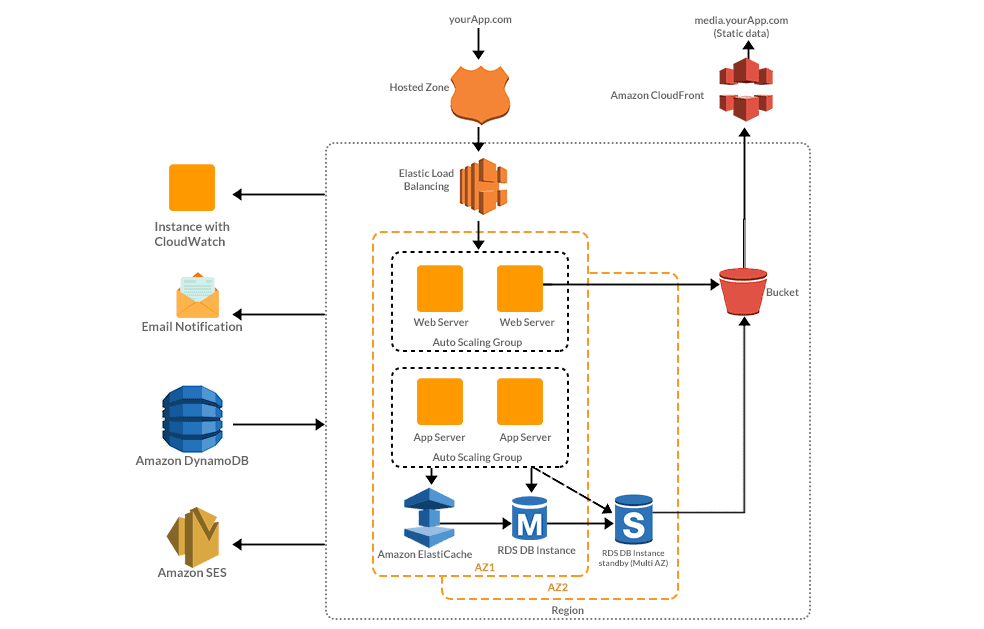 yourApp.com
media.yourApp.com
(Static data)
Hosted Zone
Amazon CloudFront
Elastic Load
Balancing
Instance with
CloudWatch
Web Server
Web Server
Auto Scaling Group
Bucket
Email Notification
App Server
App Server
Auto Scaling Group
Amazon DynamoDB
M
S
Amazon ElastiCache
RDS DB Instance
RDS DB Instance
standby (Multi AZ)
Amazon SES
AZ1
AZ2
Region